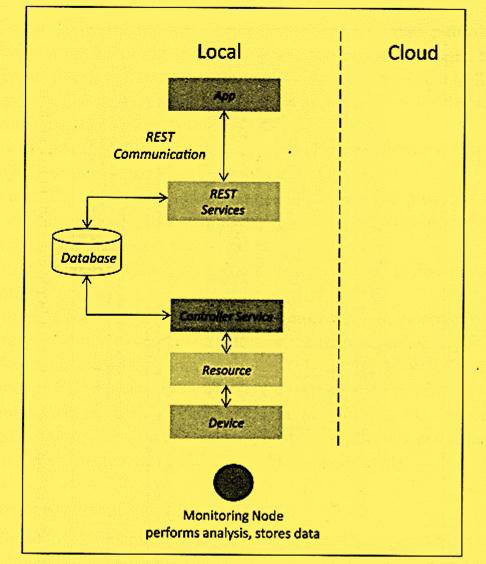 Local
Cloud
App
REST
Communication
REST
Services
Database
Controller Service
Resource
Device
Monitoring Node
performs analysis, stores data